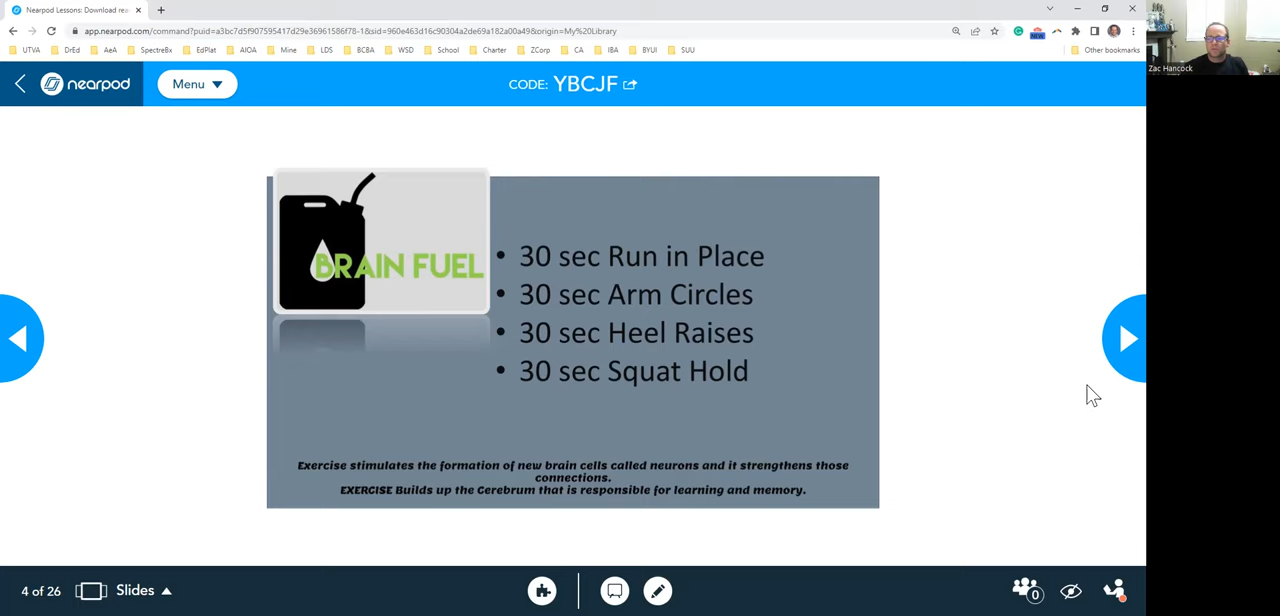 Nearpod Lessons: Download rea
app.nearpod.com/command?puid=a3bc7d5f907595417d29e36961586f78-1&sid=960e463d16c90304a2de69a182a00a49&origin=My%20Library
UTVA DrEd AeA SpectreBx EdPlat AIOA Mine LDS BCBA WSD School Charter ZCorp CA IBA BYUI SUU Other bookmarks
NEW
Zac Hancock
nearpod Menu CODE: YBCJF
BRAIN FUEL
• 30 sec Run in Place
• 30 sec Arm Circles
• 30 sec Heel Raises
• 30 sec Squat Hold
Exercise stimulates the formation of new brain cells called neurons and it strengthens those
connections.
EXERCISE Builds up the Cerebrum that is responsible for learning and memory.
4 of 26 Slides 0